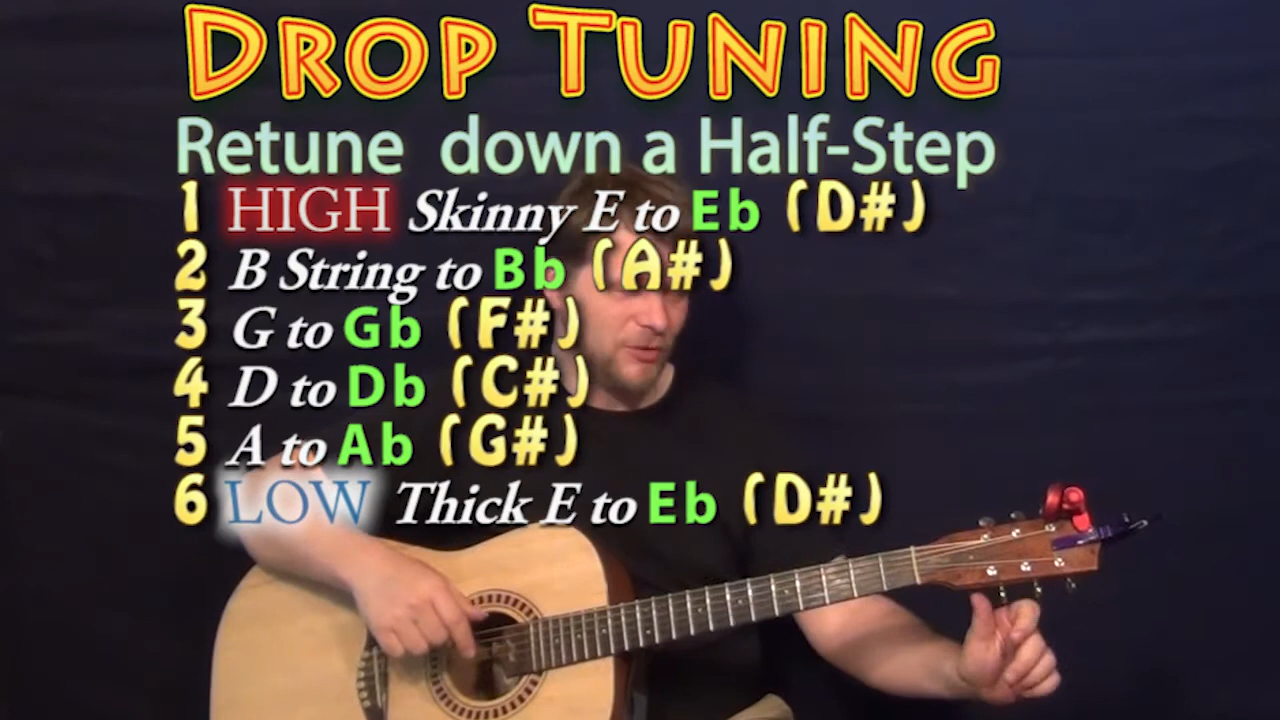 DROP TUNING
Retune down a Half-Step
1 HIGH Skinny E to Eb (D#)
2 B String to Bb (A#)
3 G to Gb (F#)
4 D to Db (C#)
5 A to Ab (G#)
6 LOW Thick E to Eb (D#)